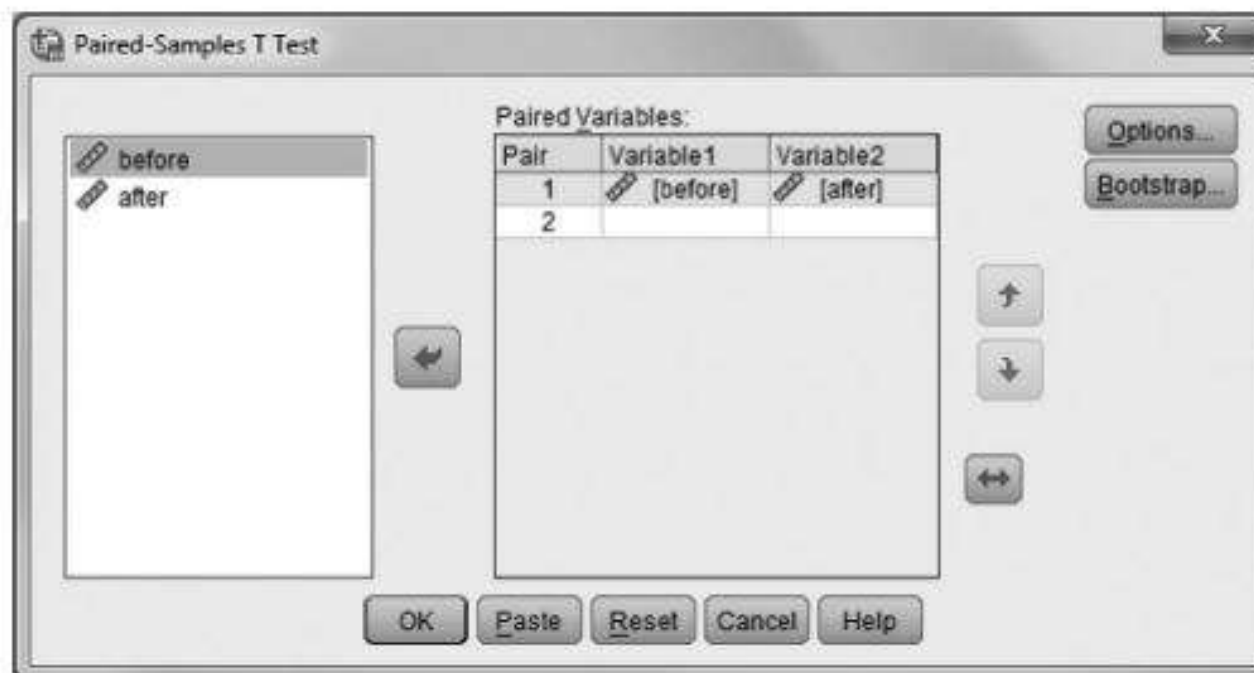 Paired-Samples T Test
before
after
Paired Variables:
Pair Variable1 Variable2
1 [before] [after]
2
Options...
Bootstrap...
OK Paste Reset Cancel Help